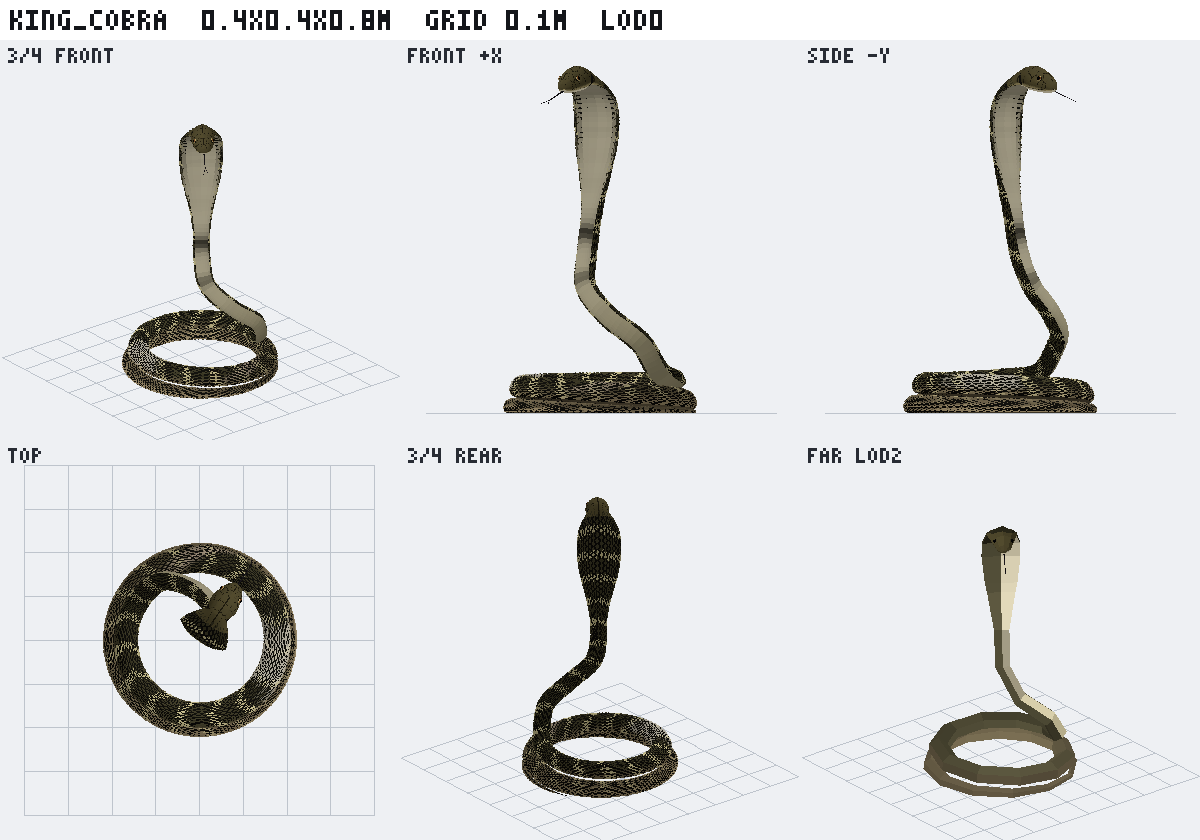 KING_COBRA 0.4X0.4X0.8M GRID 0.1M LOD0
3/4 FRONT
FRONT +X
SIDE -Y
TOP
3/4 REAR
FAR LOD2